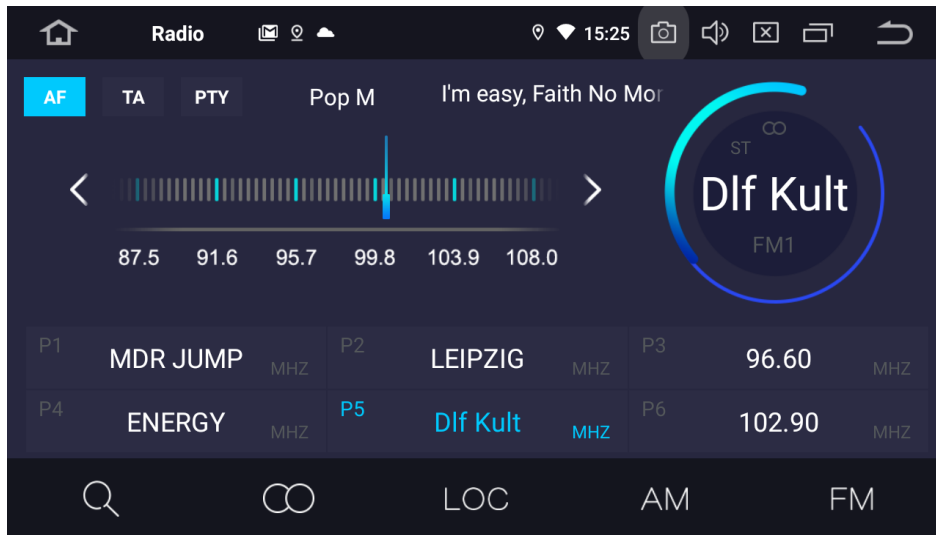 Radio 15:25
AF TA PTY Pop M I'm easy, Faith No Mor
ST
Dlf Kult
FM1
87.5 91.6 95.7 99.8 103.9 108.0
P1 MDR JUMP MHZ P2 LEIPZIG MHZ P3 96.60 MHZ
P4 ENERGY MHZ P5 Dlf Kult MHZ P6 102.90 MHZ
LOC AM FM